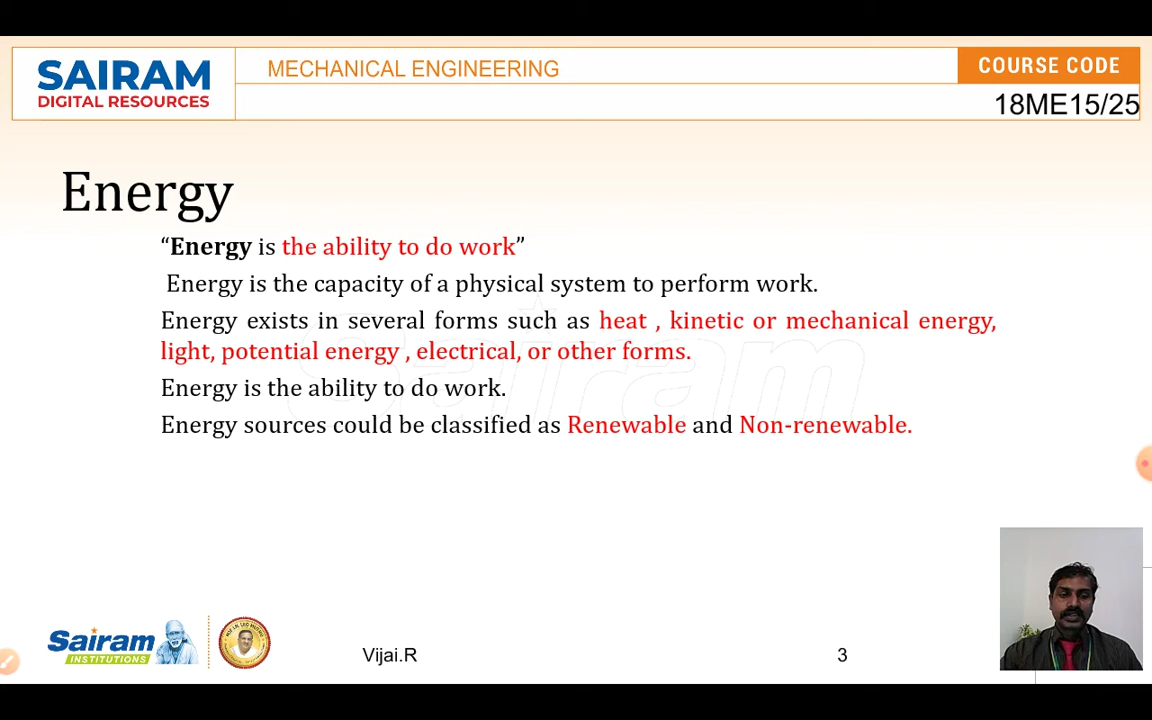 SAIRAM
DIGITAL RESOURCES
MECHANICAL ENGINEERING
COURSE CODE
18ME15/25
Energy
“Energy is the ability to do work”
Energy is the capacity of a physical system to perform work.
Energy exists in several forms such as heat , kinetic or mechanical energy,
light, potential energy , electrical, or other forms.
Energy is the ability to do work.
Energy sources could be classified as Renewable and Non-renewable.
Sairam
Sairam
INSTITUTIONS
Vijai.R
3